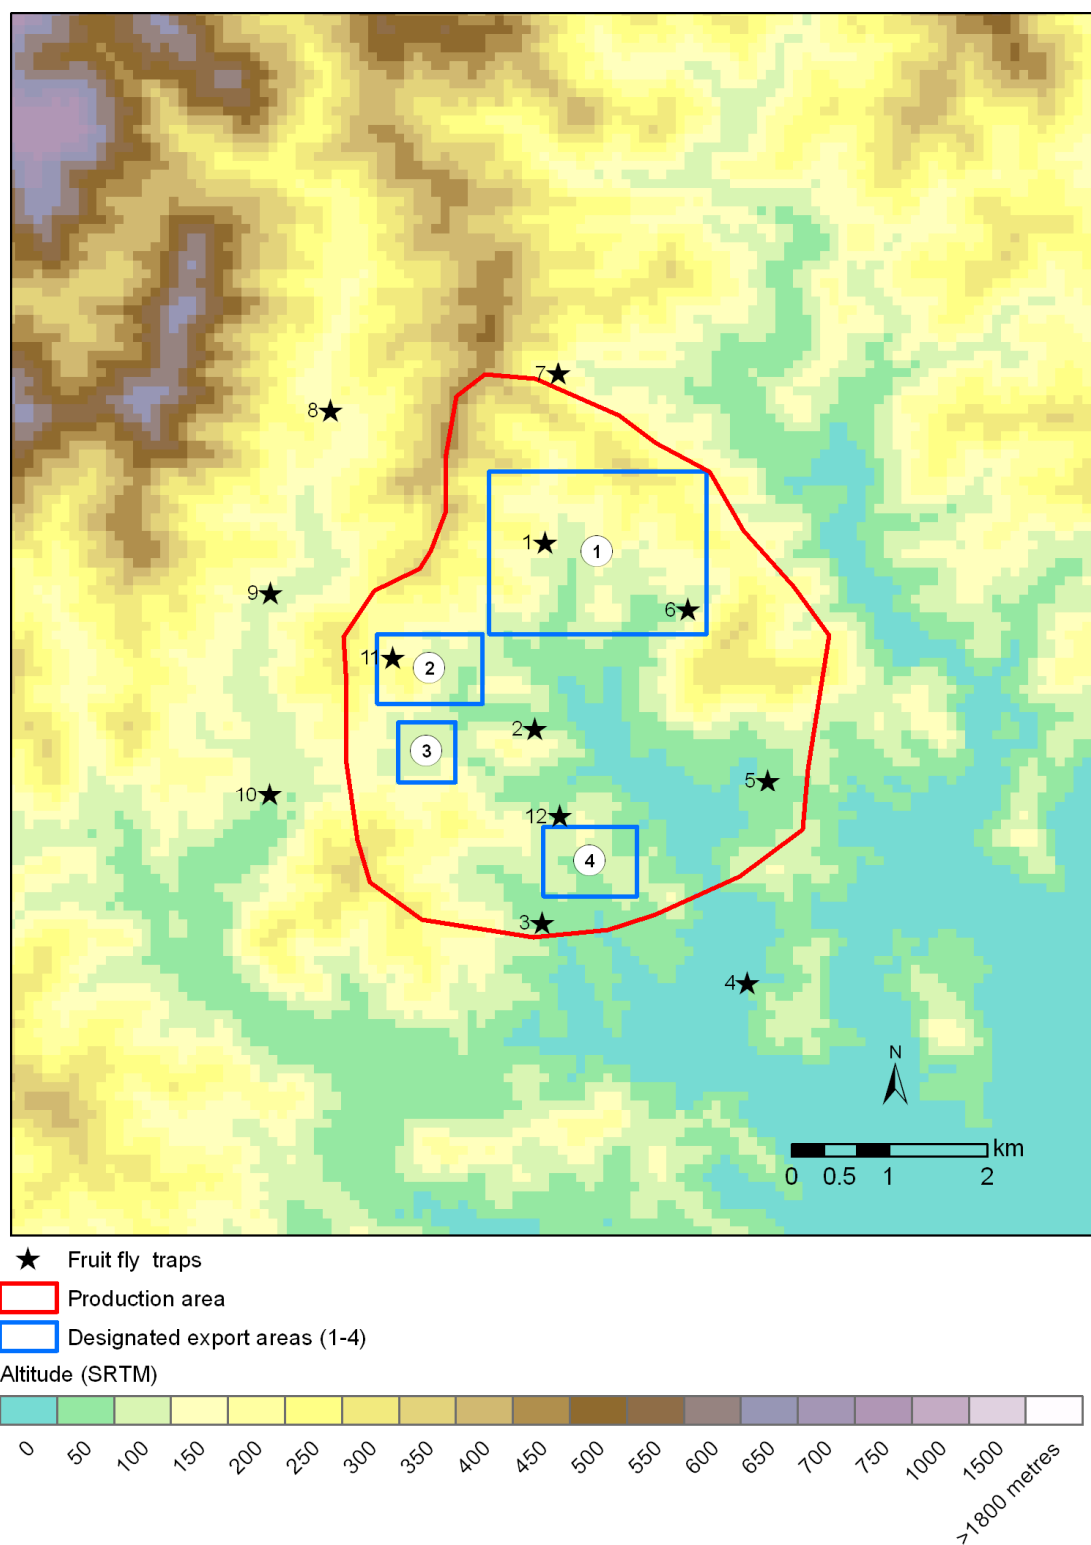 7
8
1
1
9
6
11
2
2
3
5
10
12
4
3
4
N
km
0 0.5 1 2
Fruit fly traps
Production area
Designated export areas (1-4)
Altitude (SRTM)
0 50 100 150 200 250 300 350 400 450 500 550 600 650 700 750 1000 1500 >1800 metres